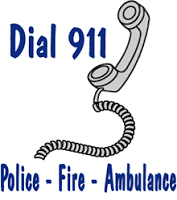 Dial 911
Police - Fire - Ambulance